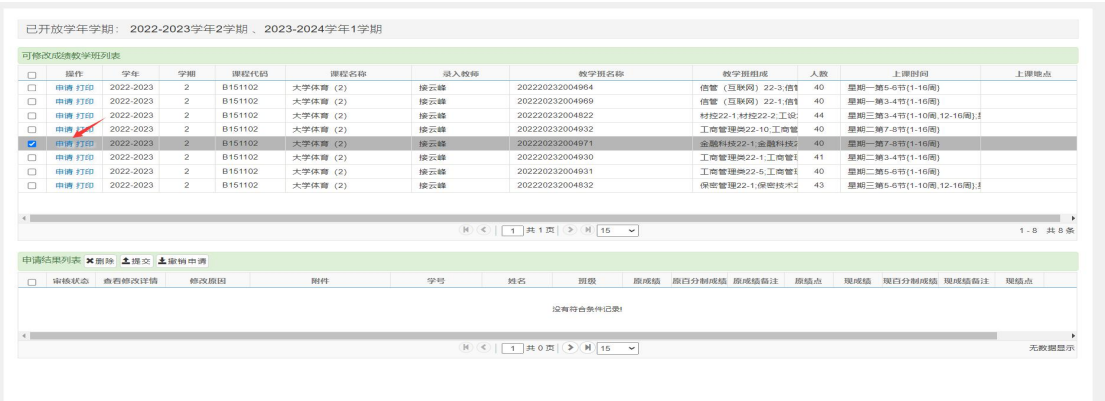 已开放学年学期： 2022-2023学年2学期 、2023-2024学年1学期
可修改成绩教学班列表
操作 学年 学期 课程代码 课程名称 录入教师 教学班名称 教学班组成 人数 上课时间 上课地点
申请 打印 2022-2023 2 B151102 大学体育（2） 接云峰 202220232004964 信管（互联网）22-3;信管 40 星期一第5-6节{1-16周}
申请 打印 2022-2023 2 B151102 大学体育（2） 接云峰 202220232004969 信管（互联网）22-1;信管 40 星期一第3-4节{1-16周}
申请 打印 2022-2023 2 B151102 大学体育（2） 接云峰 202220232004822 材控22-1;材控22-2;工设 44 星期三第3-4节{1-10周,12-16周};星
申请 打印 2022-2023 2 B151102 大学体育（2） 接云峰 202220232004932 工商管理类22-10;工商管 40 星期一第7-8节{1-16周}
申请 打印 2022-2023 2 B151102 大学体育（2） 接云峰 202220232004971 金融科技22-1;金融科技2 40 星期一第7-8节{1-16周}
申请 打印 2022-2023 2 B151102 大学体育（2） 接云峰 202220232004930 工商管理类22-1;工商管理 41 星期二第3-4节{1-16周}
申请 打印 2022-2023 2 B151102 大学体育（2） 接云峰 202220232004931 工商管理类22-5;工商管理 40 星期二第5-6节{1-16周}
申请 打印 2022-2023 2 B151102 大学体育（2） 接云峰 202220232004832 保密管理22-1;保密技术2 43 星期三第5-6节{1-10周,12-16周};星
1 共 1 页 15 1 - 8 共 8 条
申请结果列表 删除 提交 撤销申请
审核状态 查看修改详情 修改原因 附件 学号 姓名 班级 原成绩 原百分制成绩 原成绩备注 原绩点 现成绩 现百分制成绩 现成绩备注 现绩点
没有符合条件记录!
1 共 0 页 15 无数据显示